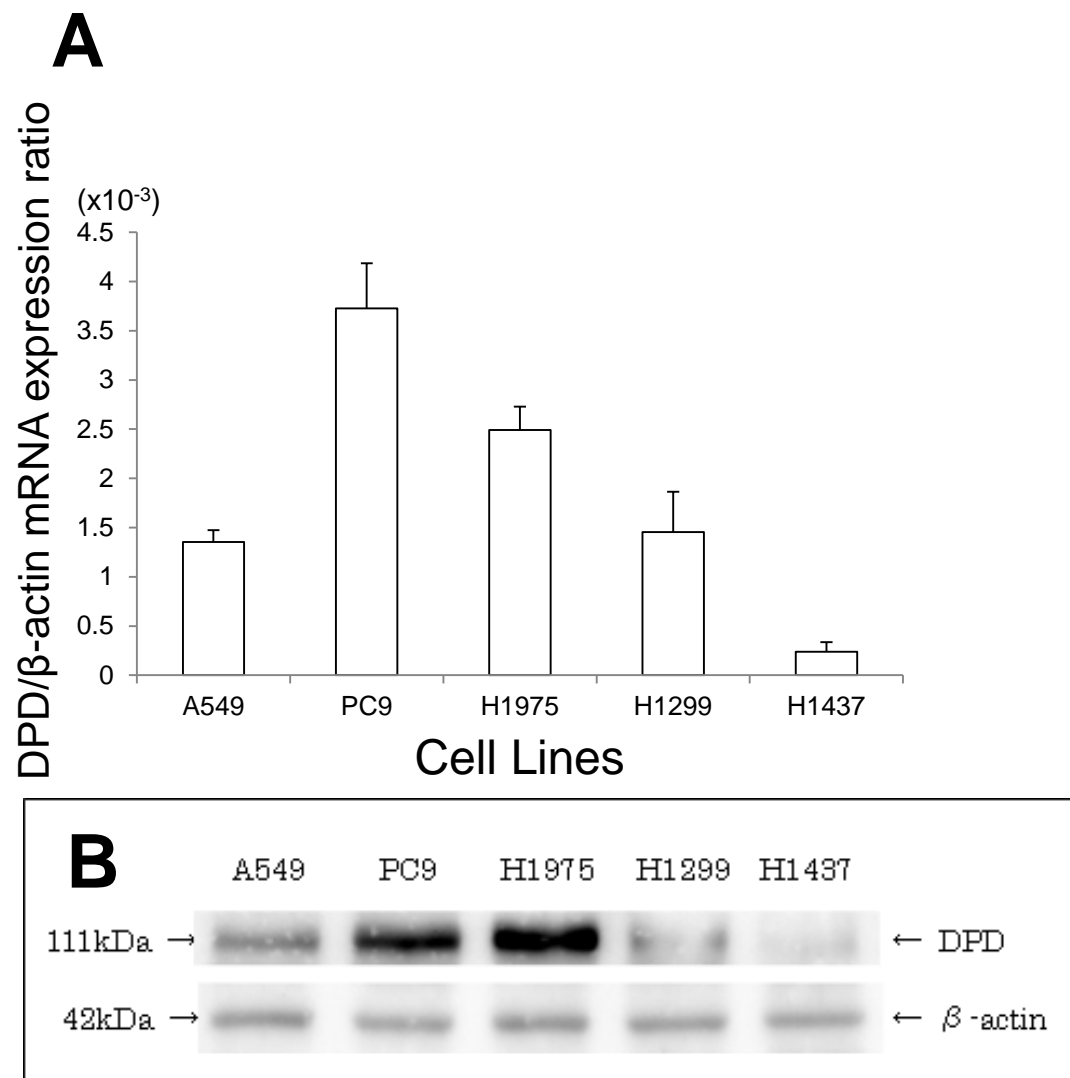 A
DPD/β-actin mRNA expression ratio
(x10-3)
4.5
4
3.5
3
2.5
2
1.5
1
0.5
0
A549 PC9 H1975 H1299 H1437
Cell Lines
B
A549 PC9 H1975 H1299 H1437
111kDa → ← DPD
42kDa → ← β-actin